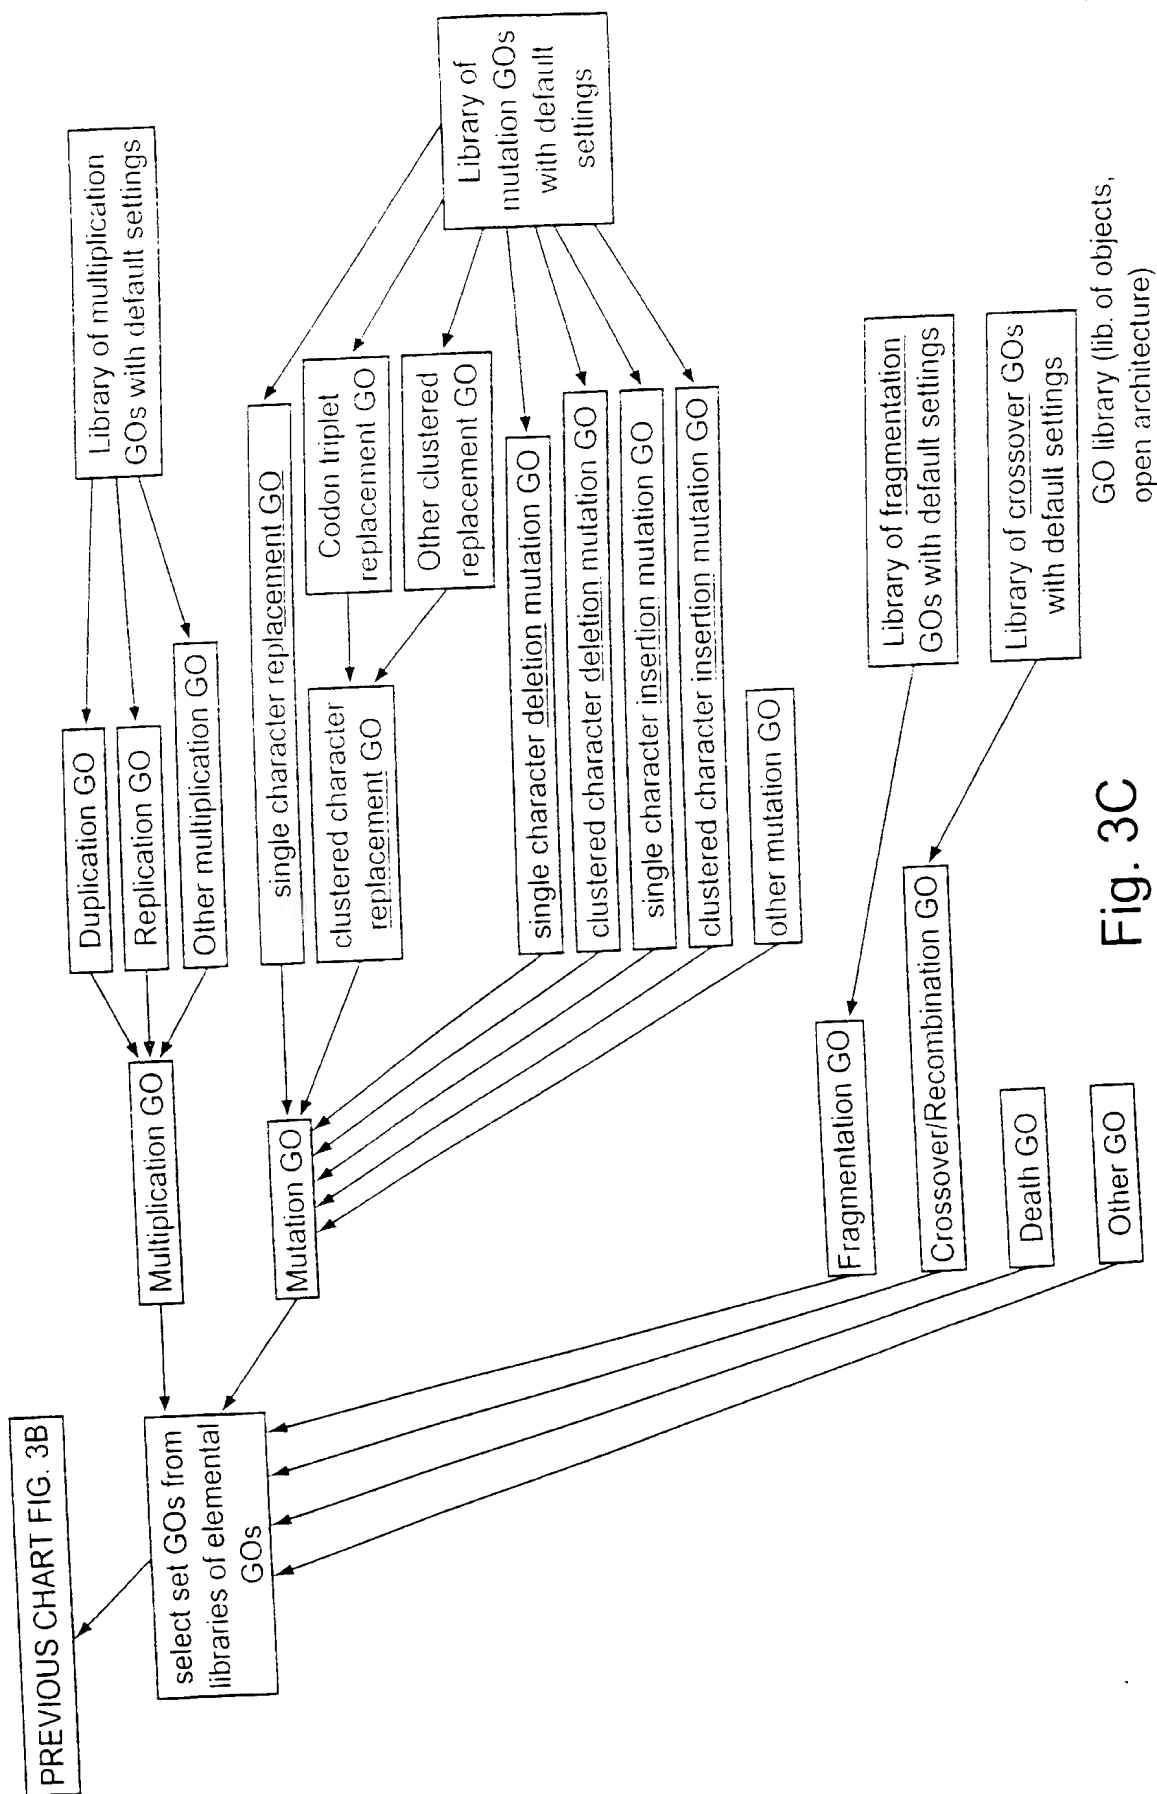 PREVIOUS CHART FIG. 3B
select set GOs from
libraries of elemental
GOs
Multiplication GO
Duplication GO
Replication GO
Other multiplication GO
Library of multiplication
GOs with default settings
Mutation GO
single character replacement GO
clustered character
replacement GO
Codon triplet
replacement GO
Other clustered
replacement GO
Library of
mutation GOs
with default
settings
single character deletion mutation GO
clustered character deletion mutation GO
single character insertion mutation GO
clustered character insertion mutation GO
other mutation GO
Fragmentation GO
Library of fragmentation
GOs with default settings
Crossover/Recombination GO
Library of crossover GOs
with default settings
Death GO
Other GO
GO library (lib. of objects,
open architecture)
Fig. 3C